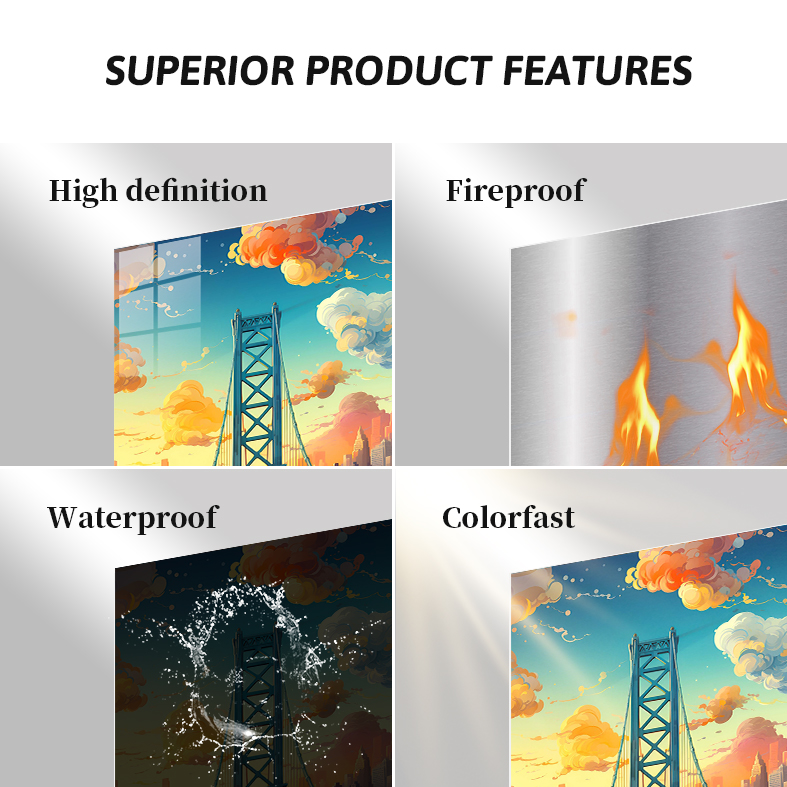 SUPERIOR PRODUCT FEATURES
High definition
Fireproof
Waterproof
Colorfast